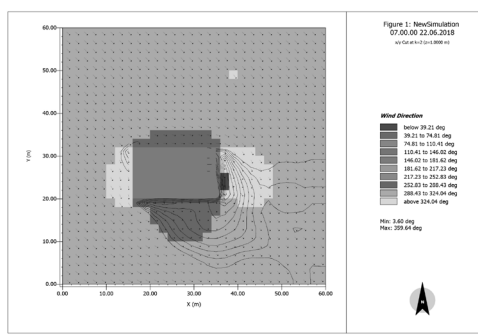 Figure 1: NewSimulation
07.00.00 22.06.2018
x/y Cut at k=2 (z=1.0000 m)
60.00
50.00
40.00
30.00
20.00
10.00
0.00
Y (m)
0.00 10.00 20.00 30.00 40.00 50.00 60.00
X (m)
Wind Direction
below 39.21 deg
39.21 to 74.81 deg
74.81 to 110.41 deg
110.41 to 146.02 deg
146.02 to 181.62 deg
181.62 to 217.23 deg
217.23 to 252.83 deg
252.83 to 288.43 deg
288.43 to 324.04 deg
above 324.04 deg
Min: 3.60 deg
Max: 359.64 deg
N